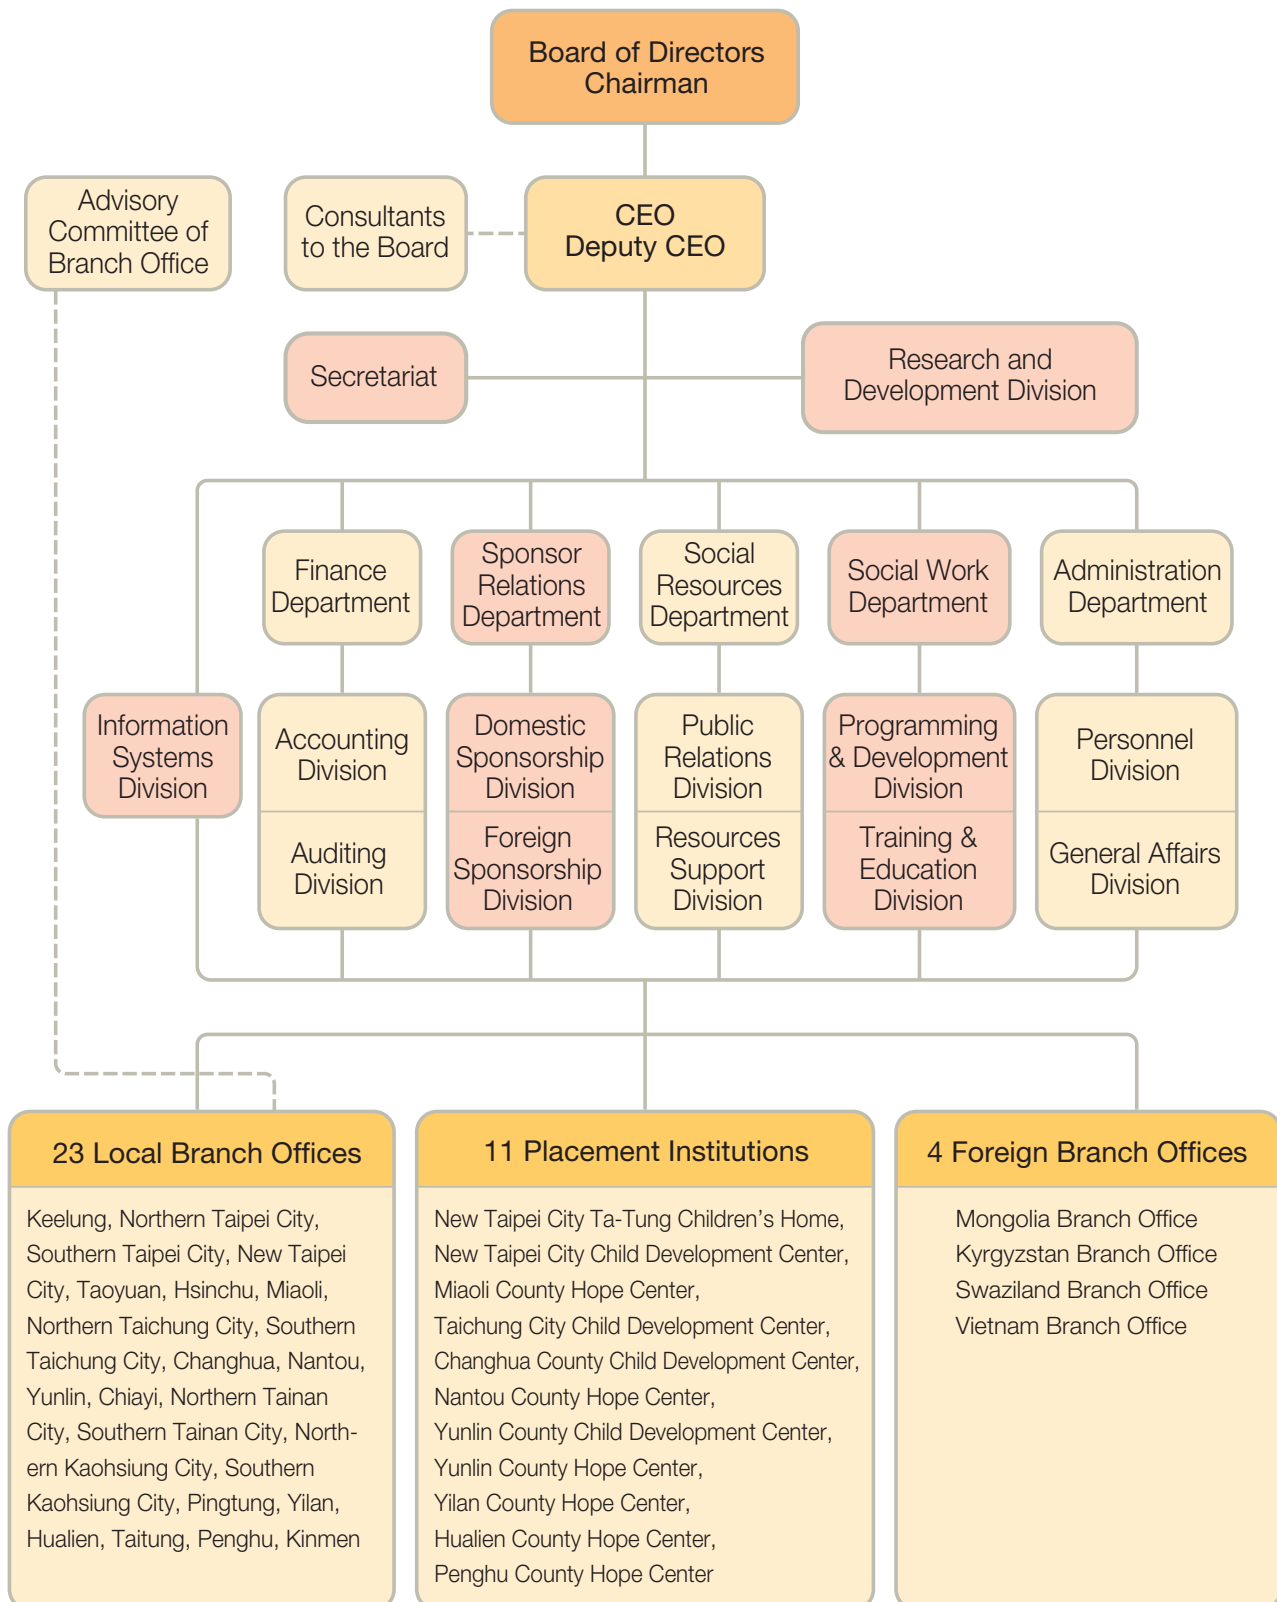 Board of Directors
Chairman
Advisory
Committee of
Branch Office
Consultants
to the Board
CEO
Deputy CEO
Secretariat
Research and
Development Division
Finance
Department
Sponsor
Relations
Department
Social
Resources
Department
Social Work
Department
Administration
Department
Information
Systems
Division
Accounting
Division
Domestic
Sponsorship
Division
Public
Relations
Division
Programming
& Development
Division
Personnel
Division
Auditing
Division
Foreign
Sponsorship
Division
Resources
Support
Division
Training &
Education
Division
General Affairs
Division
23 Local Branch Offices
Keelung, Northern Taipei City,
Southern Taipei City, New Taipei
City, Taoyuan, Hsinchu, Miaoli,
Northern Taichung City, Southern
Taichung City, Changhua, Nantou,
Yunlin, Chiayi, Northern Tainan
City, Southern Tainan City, North-
ern Kaohsiung City, Southern
Kaohsiung City, Pingtung, Yilan,
Hualien, Taitung, Penghu, Kinmen
11 Placement Institutions
New Taipei City Ta-Tung Children's Home,
New Taipei City Child Development Center,
Miaoli County Hope Center,
Taichung City Child Development Center,
Changhua County Child Development Center,
Nantou County Hope Center,
Yunlin County Child Development Center,
Yunlin County Hope Center,
Yilan County Hope Center,
Hualien County Hope Center,
Penghu County Hope Center
4 Foreign Branch Offices
Mongolia Branch Office
Kyrgyzstan Branch Office
Swaziland Branch Office
Vietnam Branch Office